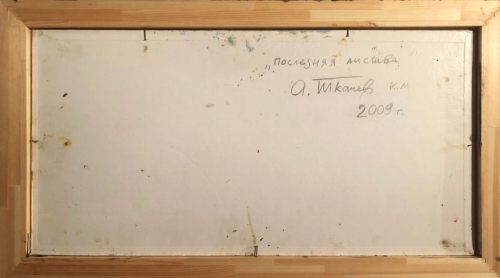 „последняя листва"
А. Ткачев к.м
2009 г.